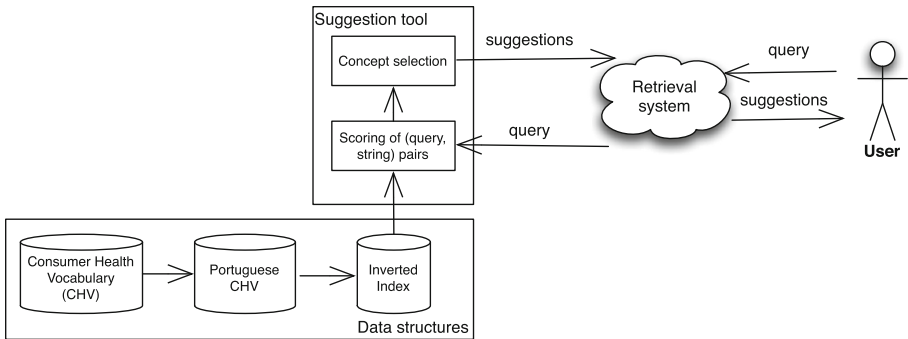 Suggestion tool
Concept selection
suggestions
Scoring of (query,
string) pairs
query
Retrieval
system
query
suggestions
User
Consumer Health
Vocabulary
(CHV)
Portuguese
CHV
Inverted
Index
Data structures